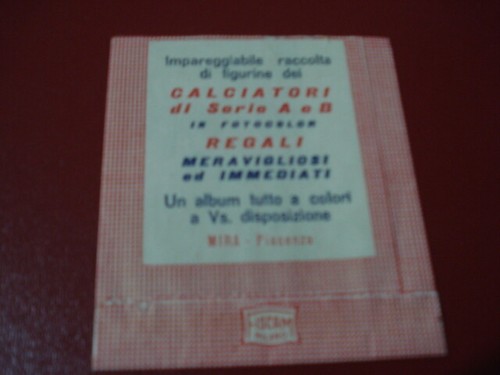 Impareggiabile raccolta
di figurine dei
CALCIATORI
di Serie A e B
IN FOTOCOLOR
REGALI
MERAVIGLIOSI
ed IMMEDIATI
Un album tutto a colori
a Vs. disposizione
MIRA - Piacenza
MILANO